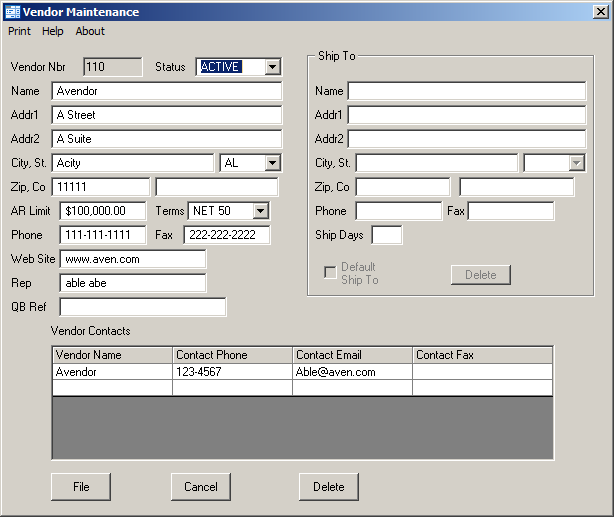 Vendor Maintenance
Print Help About
Vendor Nbr 110 Status ACTIVE
Name Avendor
Addr1 A Street
Addr2 A Suite
City, St. Acity AL
Zip, Co 11111
AR Limit $100,000.00 Terms NET 50
Phone 111-111-1111 Fax 222-222-2222
Web Site www.aven.com
Rep able abe
QB Ref
Ship To
Name
Addr1
Addr2
City, St.
Zip, Co
Phone Fax
Ship Days
Default
Ship To
Delete
Vendor Contacts
Vendor Name Contact Phone Contact Email Contact Fax
Avendor 123-4567 Able@aven.com
File Cancel Delete